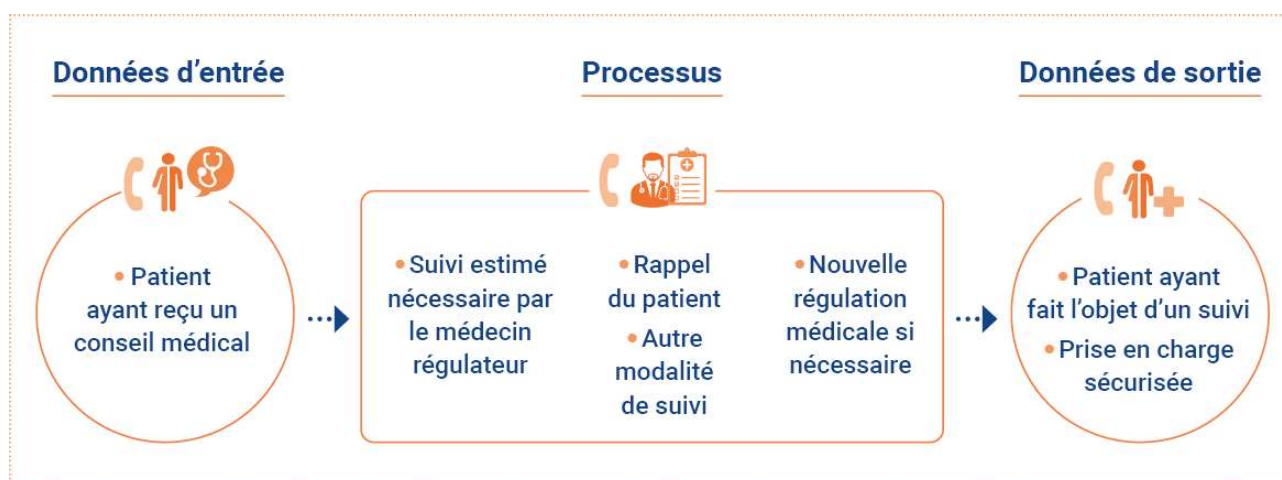 Données d’entrée
Processus
Données de sortie
• Patient
ayant reçu un
conseil médical
• Suivi estimé
nécessaire par
le médecin
régulateur
• Rappel
du patient
• Autre
modalité
de suivi
• Nouvelle
régulation
médicale si
nécessaire
• Patient ayant
fait l’objet d’un suivi
• Prise en charge
sécurisée